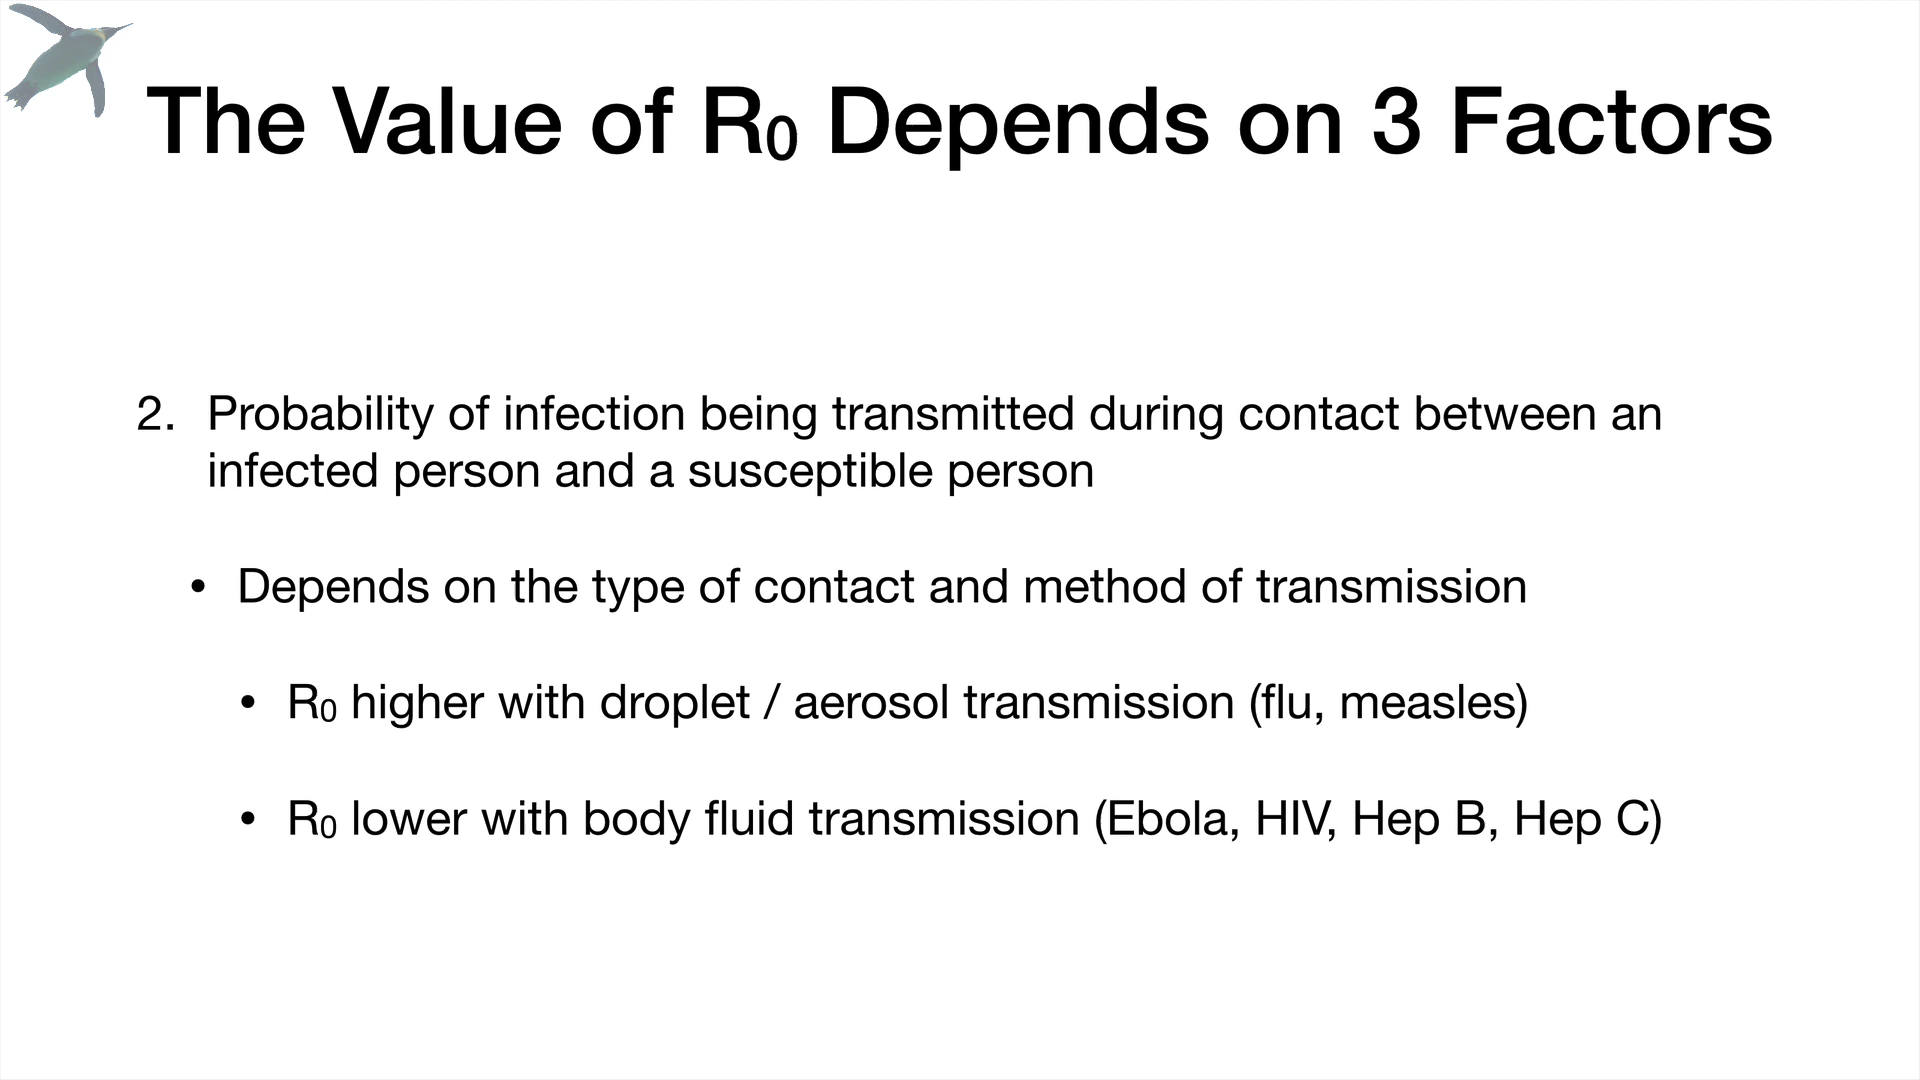 The Value of R₀ Depends on 3 Factors
2. Probability of infection being transmitted during contact between an
infected person and a susceptible person
• Depends on the type of contact and method of transmission
• R₀ higher with droplet / aerosol transmission (flu, measles)
• R₀ lower with body fluid transmission (Ebola, HIV, Hep B, Hep C)